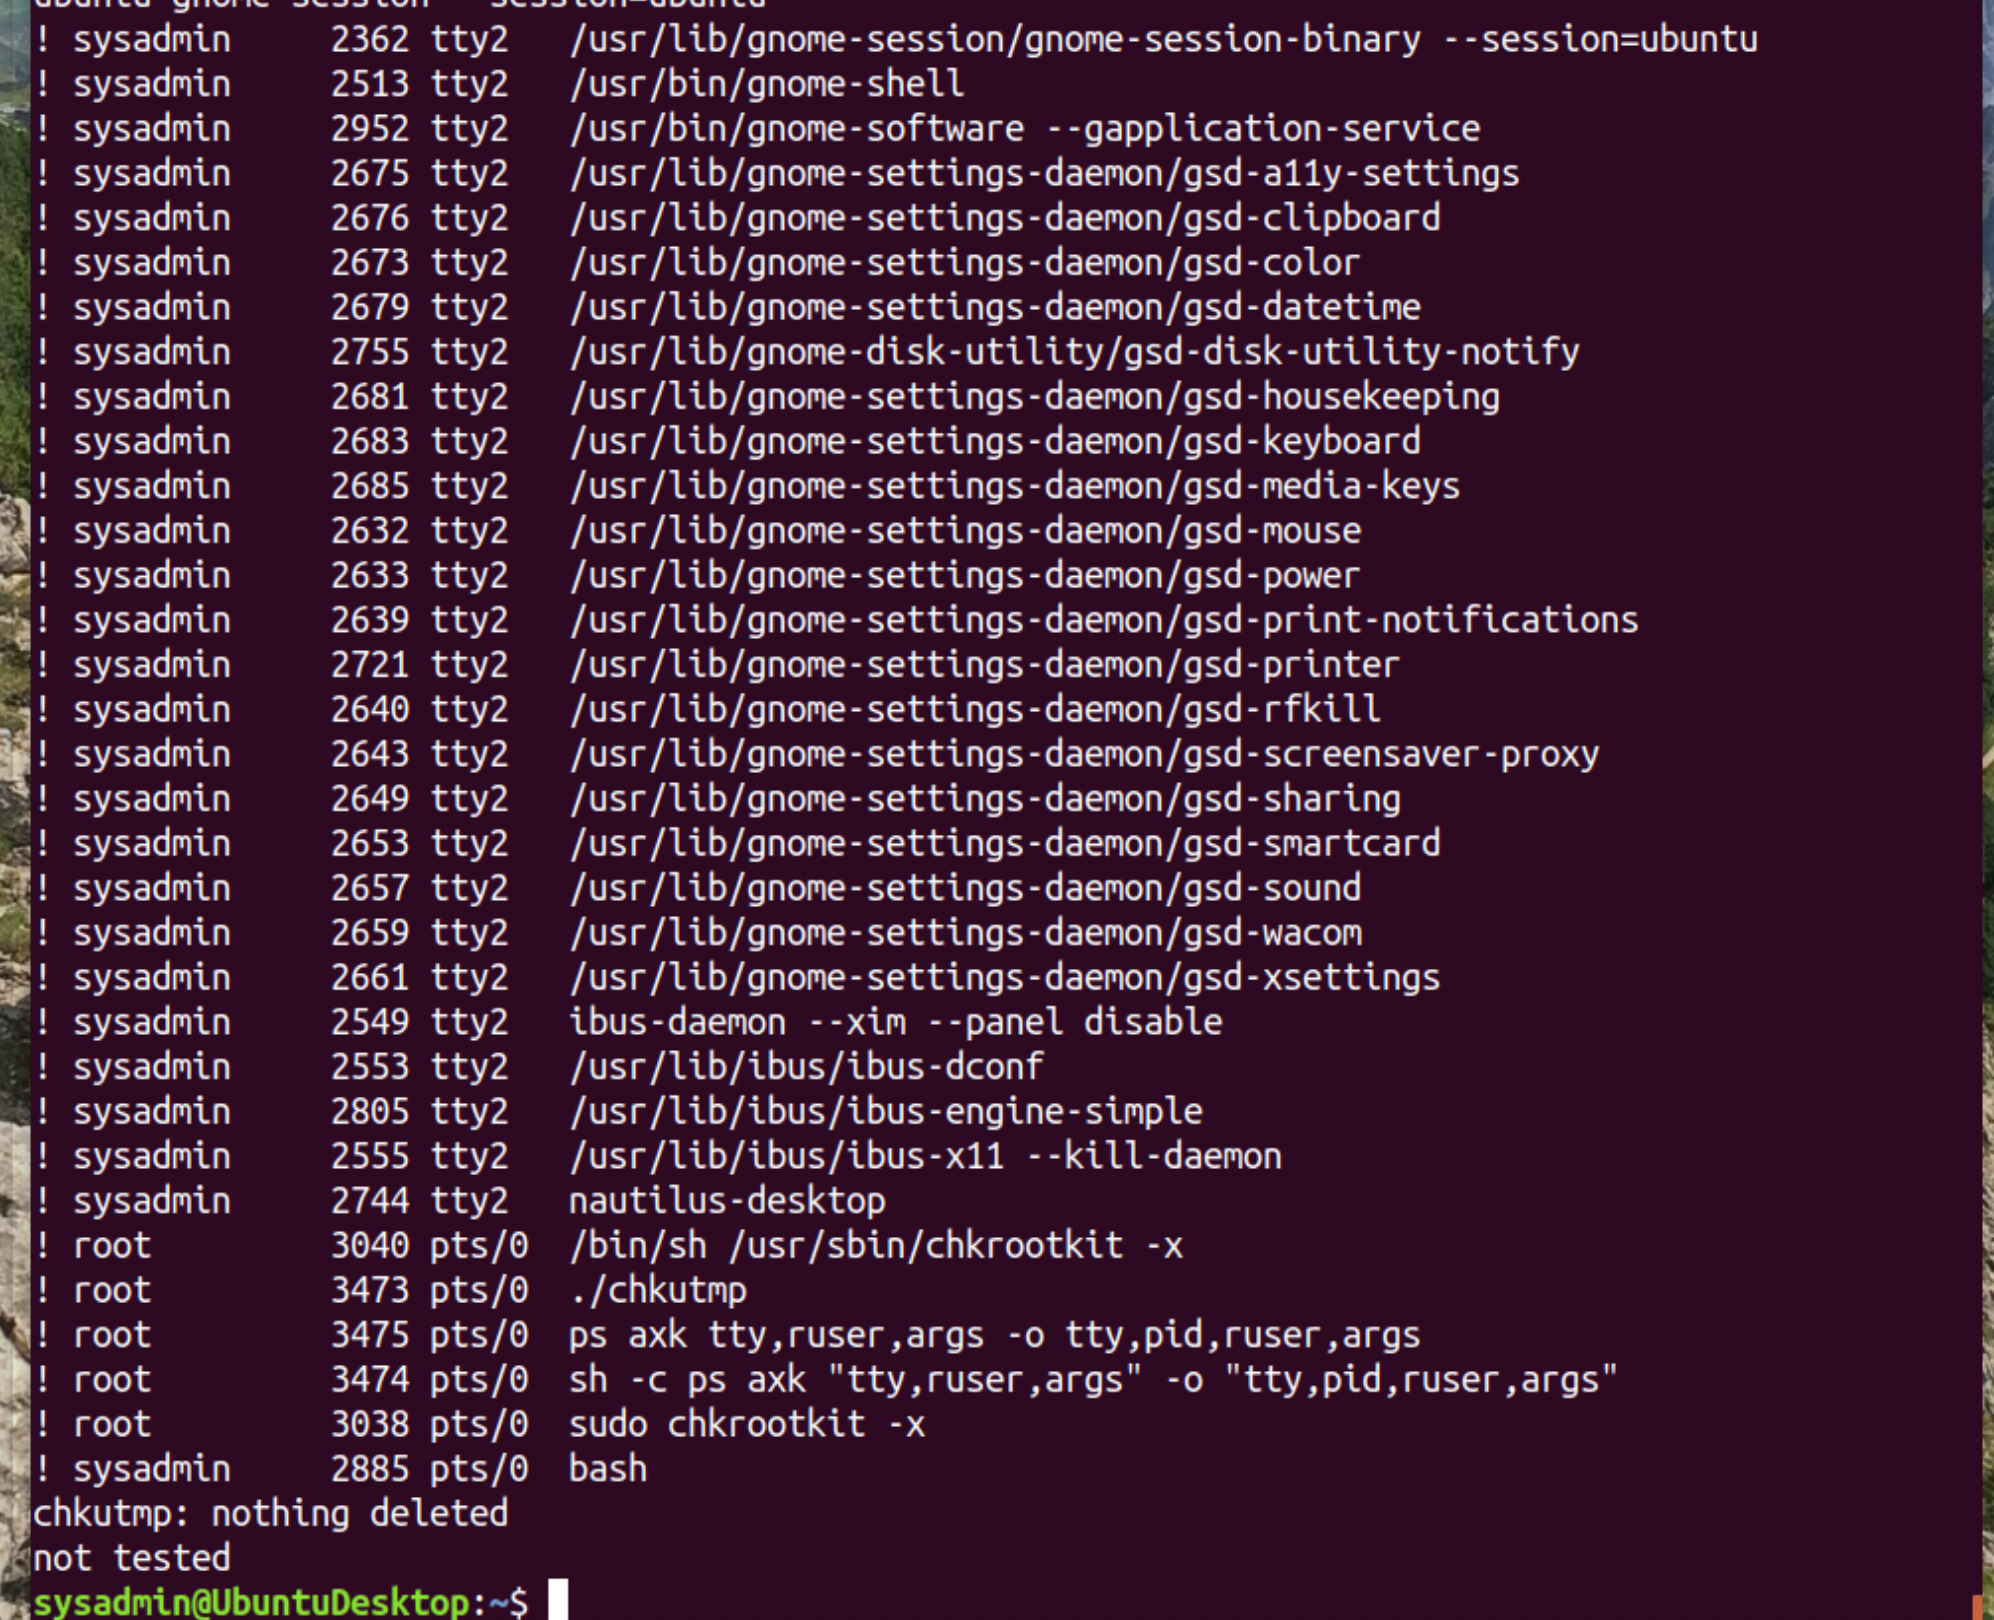 ubuntu gnome-session --session=ubuntu
! sysadmin     2362 tty2   /usr/lib/gnome-session/gnome-session-binary --session=ubuntu
! sysadmin     2513 tty2   /usr/bin/gnome-shell
! sysadmin     2952 tty2   /usr/bin/gnome-software --gapplication-service
! sysadmin     2675 tty2   /usr/lib/gnome-settings-daemon/gsd-a11y-settings
! sysadmin     2676 tty2   /usr/lib/gnome-settings-daemon/gsd-clipboard
! sysadmin     2673 tty2   /usr/lib/gnome-settings-daemon/gsd-color
! sysadmin     2679 tty2   /usr/lib/gnome-settings-daemon/gsd-datetime
! sysadmin     2755 tty2   /usr/lib/gnome-disk-utility/gsd-disk-utility-notify
! sysadmin     2681 tty2   /usr/lib/gnome-settings-daemon/gsd-housekeeping
! sysadmin     2683 tty2   /usr/lib/gnome-settings-daemon/gsd-keyboard
! sysadmin     2685 tty2   /usr/lib/gnome-settings-daemon/gsd-media-keys
! sysadmin     2632 tty2   /usr/lib/gnome-settings-daemon/gsd-mouse
! sysadmin     2633 tty2   /usr/lib/gnome-settings-daemon/gsd-power
! sysadmin     2639 tty2   /usr/lib/gnome-settings-daemon/gsd-print-notifications
! sysadmin     2721 tty2   /usr/lib/gnome-settings-daemon/gsd-printer
! sysadmin     2640 tty2   /usr/lib/gnome-settings-daemon/gsd-rfkill
! sysadmin     2643 tty2   /usr/lib/gnome-settings-daemon/gsd-screensaver-proxy
! sysadmin     2649 tty2   /usr/lib/gnome-settings-daemon/gsd-sharing
! sysadmin     2653 tty2   /usr/lib/gnome-settings-daemon/gsd-smartcard
! sysadmin     2657 tty2   /usr/lib/gnome-settings-daemon/gsd-sound
! sysadmin     2659 tty2   /usr/lib/gnome-settings-daemon/gsd-wacom
! sysadmin     2661 tty2   /usr/lib/gnome-settings-daemon/gsd-xsettings
! sysadmin     2549 tty2   ibus-daemon --xim --panel disable
! sysadmin     2553 tty2   /usr/lib/ibus/ibus-dconf
! sysadmin     2805 tty2   /usr/lib/ibus/ibus-engine-simple
! sysadmin     2555 tty2   /usr/lib/ibus/ibus-x11 --kill-daemon
! sysadmin     2744 tty2   nautilus-desktop
! root         3040 pts/0  /bin/sh /usr/sbin/chkrootkit -x
! root         3473 pts/0  ./chkutmp
! root         3475 pts/0  ps axk tty,ruser,args -o tty,pid,ruser,args
! root         3474 pts/0  sh -c ps axk "tty,ruser,args" -o "tty,pid,ruser,args"
! root         3038 pts/0  sudo chkrootkit -x
! sysadmin     2885 pts/0  bash
chkutmp: nothing deleted
not tested
sysadmin@UbuntuDesktop:~$